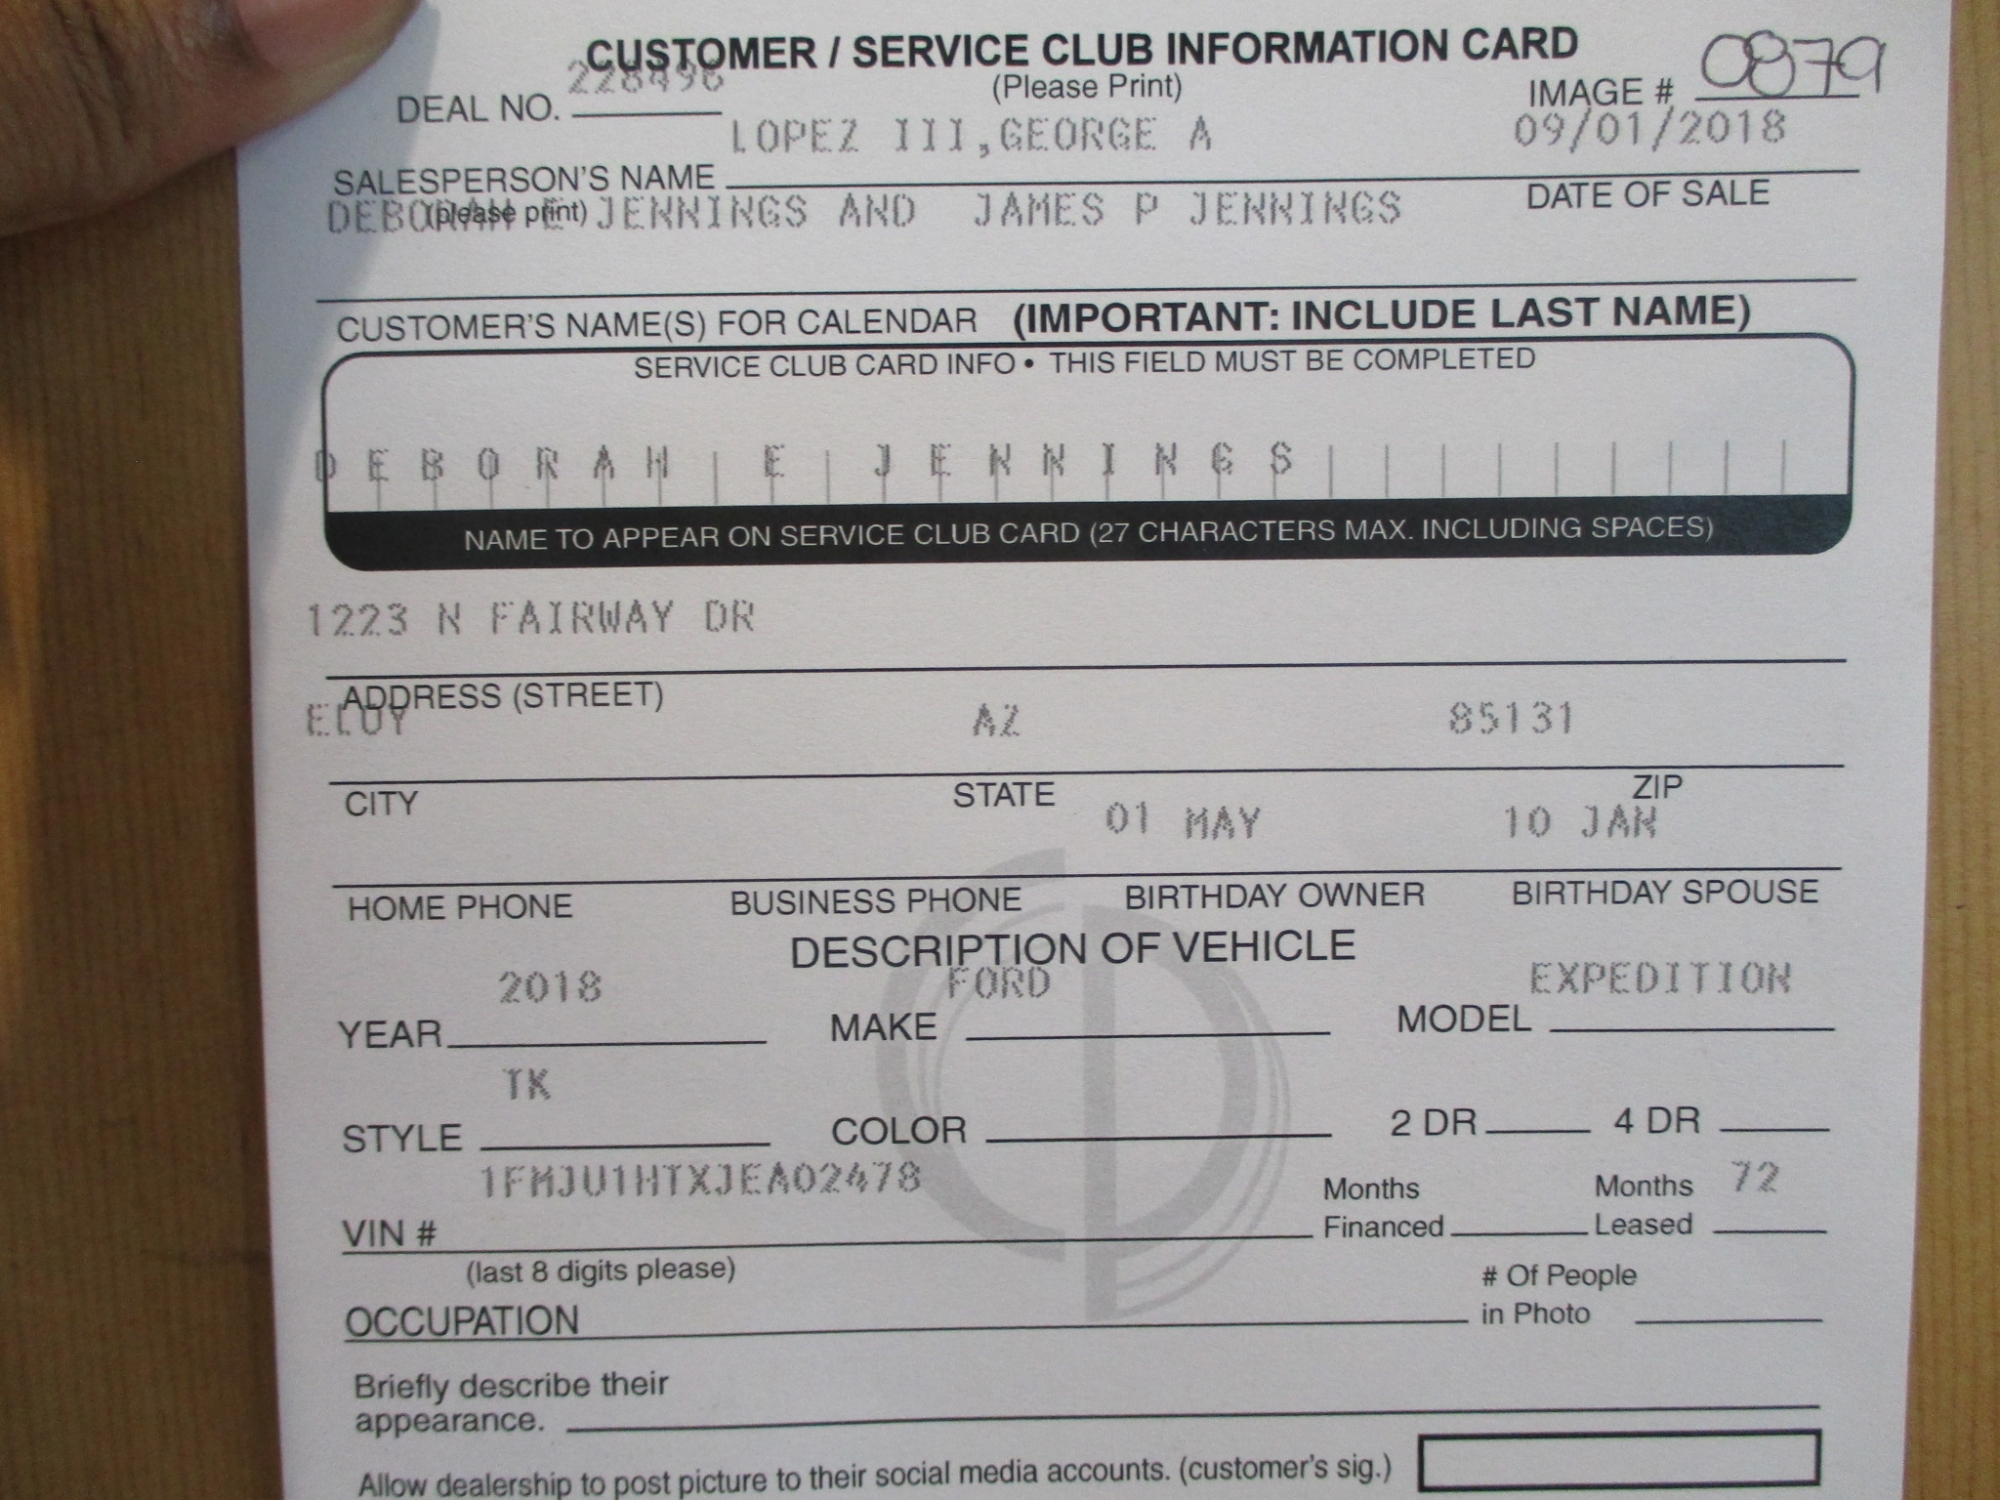 CUSTOMER / SERVICE CLUB INFORMATION CARD
(Please Print)
DEAL NO. 228496
IMAGE # 0879
LOPEZ III,GEORGE A
09/01/2018
SALESPERSON'S NAME
(please print)
DATE OF SALE
DEBORAH E JENNINGS AND JAMES P JENNINGS
CUSTOMER'S NAME(S) FOR CALENDAR (IMPORTANT: INCLUDE LAST NAME)
SERVICE CLUB CARD INFO • THIS FIELD MUST BE COMPLETED
DEBORAH E JENNINGS
NAME TO APPEAR ON SERVICE CLUB CARD (27 CHARACTERS MAX. INCLUDING SPACES)
1223 N FAIRWAY DR
ADDRESS (STREET)
ELOY AZ 85131
CITY STATE ZIP
01 MAY 10 JAN
HOME PHONE BUSINESS PHONE BIRTHDAY OWNER BIRTHDAY SPOUSE
DESCRIPTION OF VEHICLE
2018 FORD EXPEDITION
YEAR MAKE MODEL
TK
STYLE COLOR 2 DR 4 DR
1FMJU1HTXJEA02478
Months Months 72
VIN # Financed Leased
(last 8 digits please)
# Of People
OCCUPATION in Photo
Briefly describe their
appearance.
Allow dealership to post picture to their social media accounts. (customer's sig.)